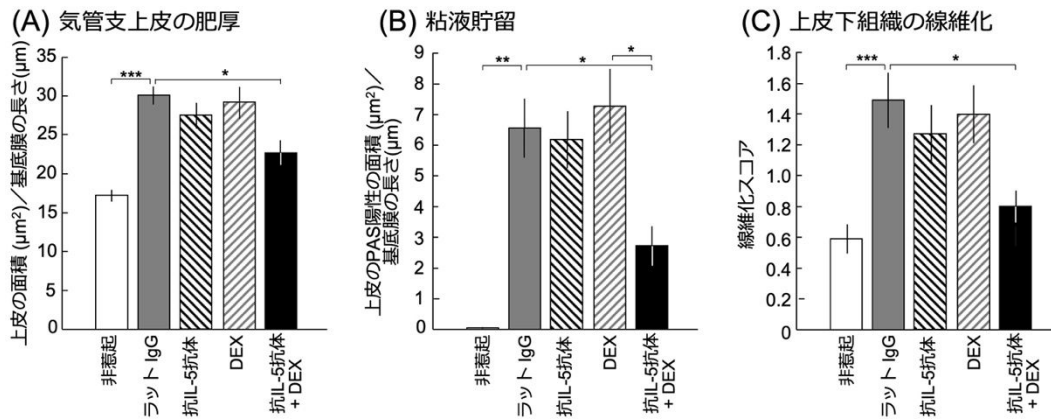 (A) 気管支上皮の肥厚
上皮の面積 (μm²)／基底膜の長さ(μm)
35
30
25
20
15
10
5
0
***
*
非惹起
ラット IgG
抗IL-5抗体
DEX
抗IL-5抗体
+ DEX
(B) 粘液貯留
上皮のPAS陽性の面積 (μm²)／
基底膜の長さ(μm)
9
8
7
6
5
4
3
2
1
0
**
*
*
非惹起
ラット IgG
抗IL-5抗体
DEX
抗IL-5抗体
+ DEX
(C) 上皮下組織の線維化
線維化スコア
1.8
1.6
1.4
1.2
1.0
0.8
0.6
0.4
0.2
0
***
*
非惹起
ラット IgG
抗IL-5抗体
DEX
抗IL-5抗体
+ DEX